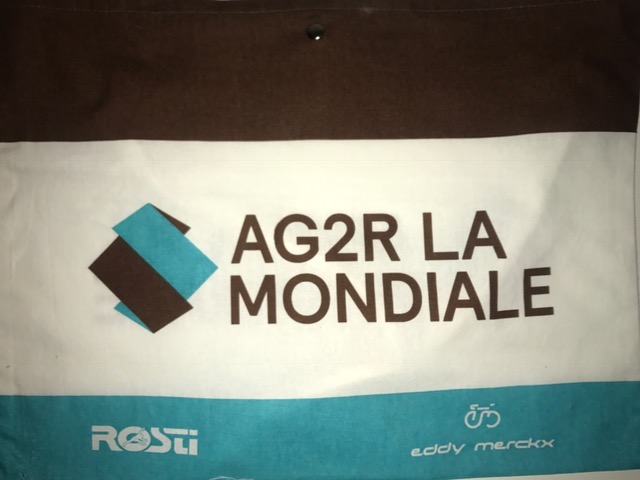 AG2R LA
MONDIALE
ROSTI
eddy merckx